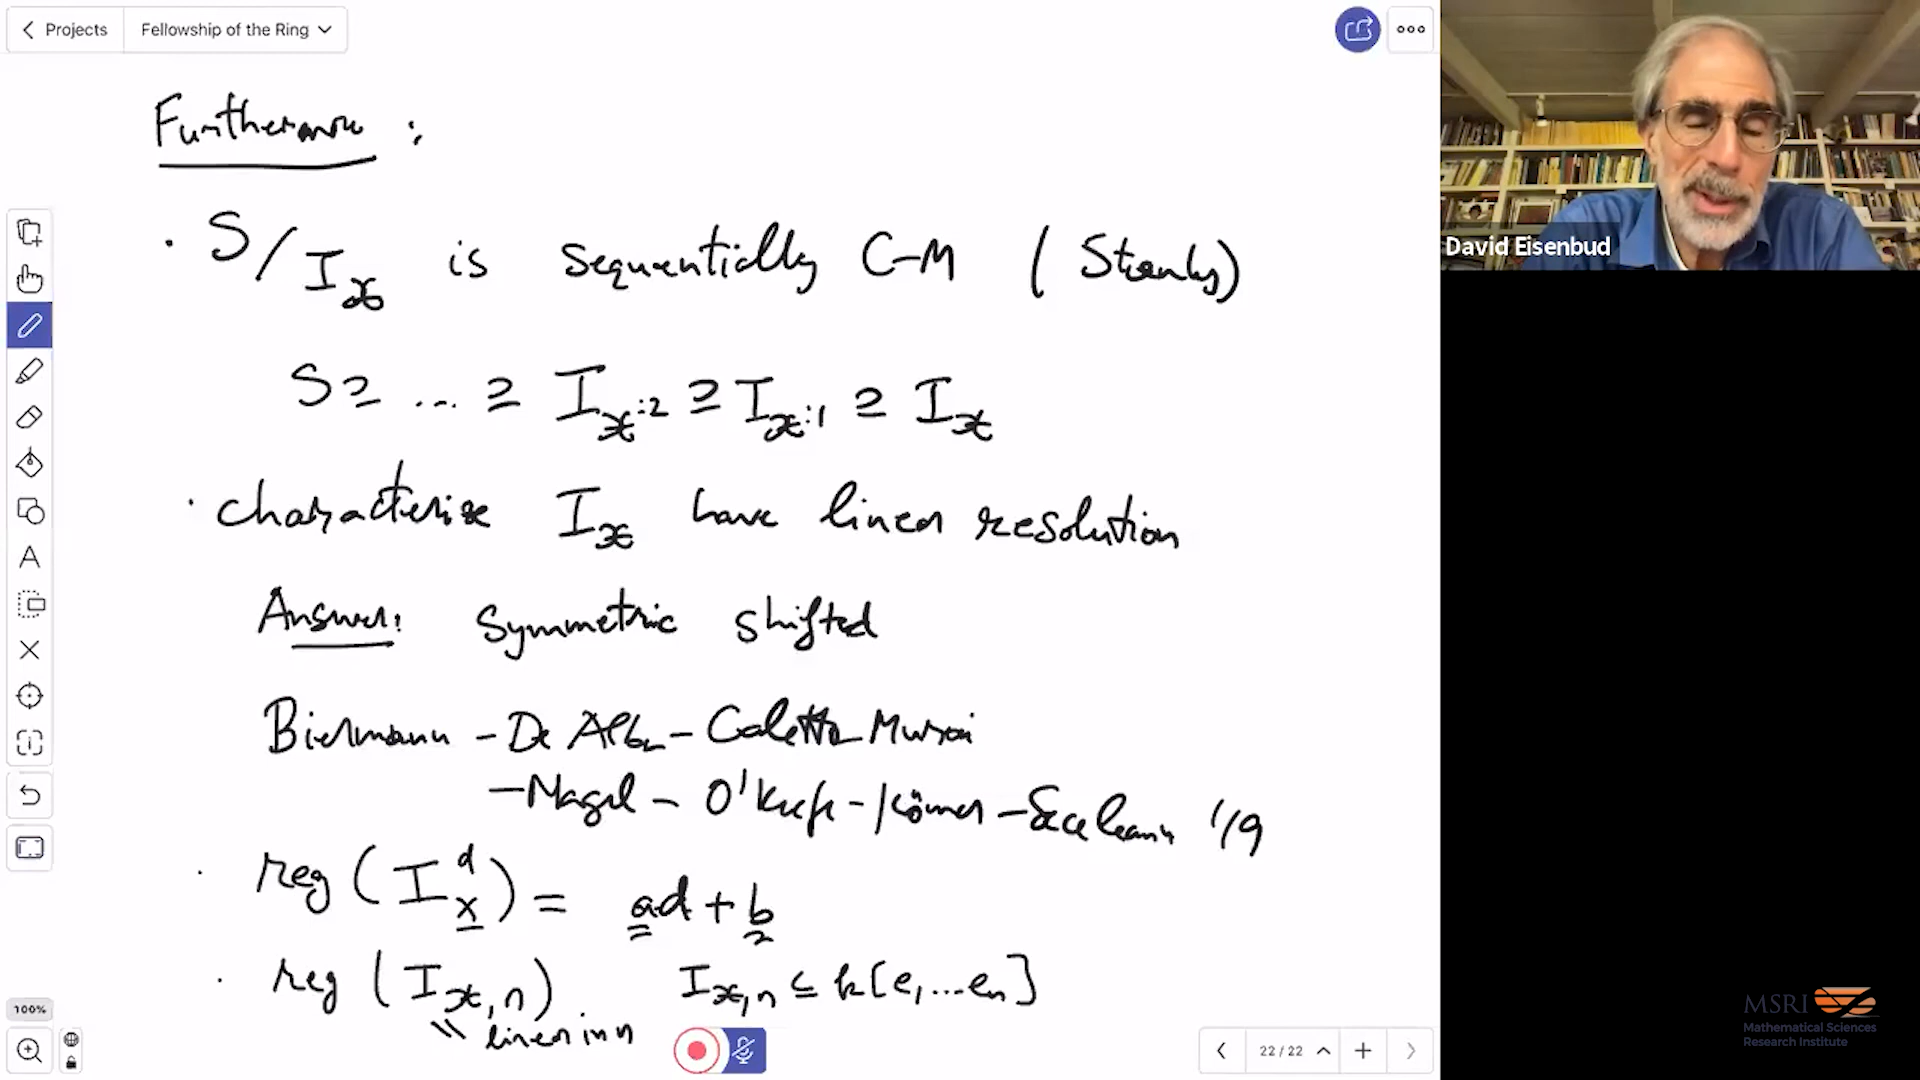 Projects
Fellowship of the Ring
Furthermore :
· S/I_x is sequentially C-M (Stanley)
S ⊇ ... ⊇ I_{x:2} ⊇ I_{x:1} ⊇ I_x
· characterise I_x have linear resolution
Answer: symmetric shifted
Biermann - De Alba - Galetto - Murai
- Nagel - O'Keefe - Römer - Seceleanu '19
· reg(I_x^d) = ad + b
· reg(I_{x,n}) I_{x,n} ⊆ k[e_1 ... e_n]
linear in n
100%
22 / 22
David Eisenbud
MSRI
Mathematical Sciences
Research Institute